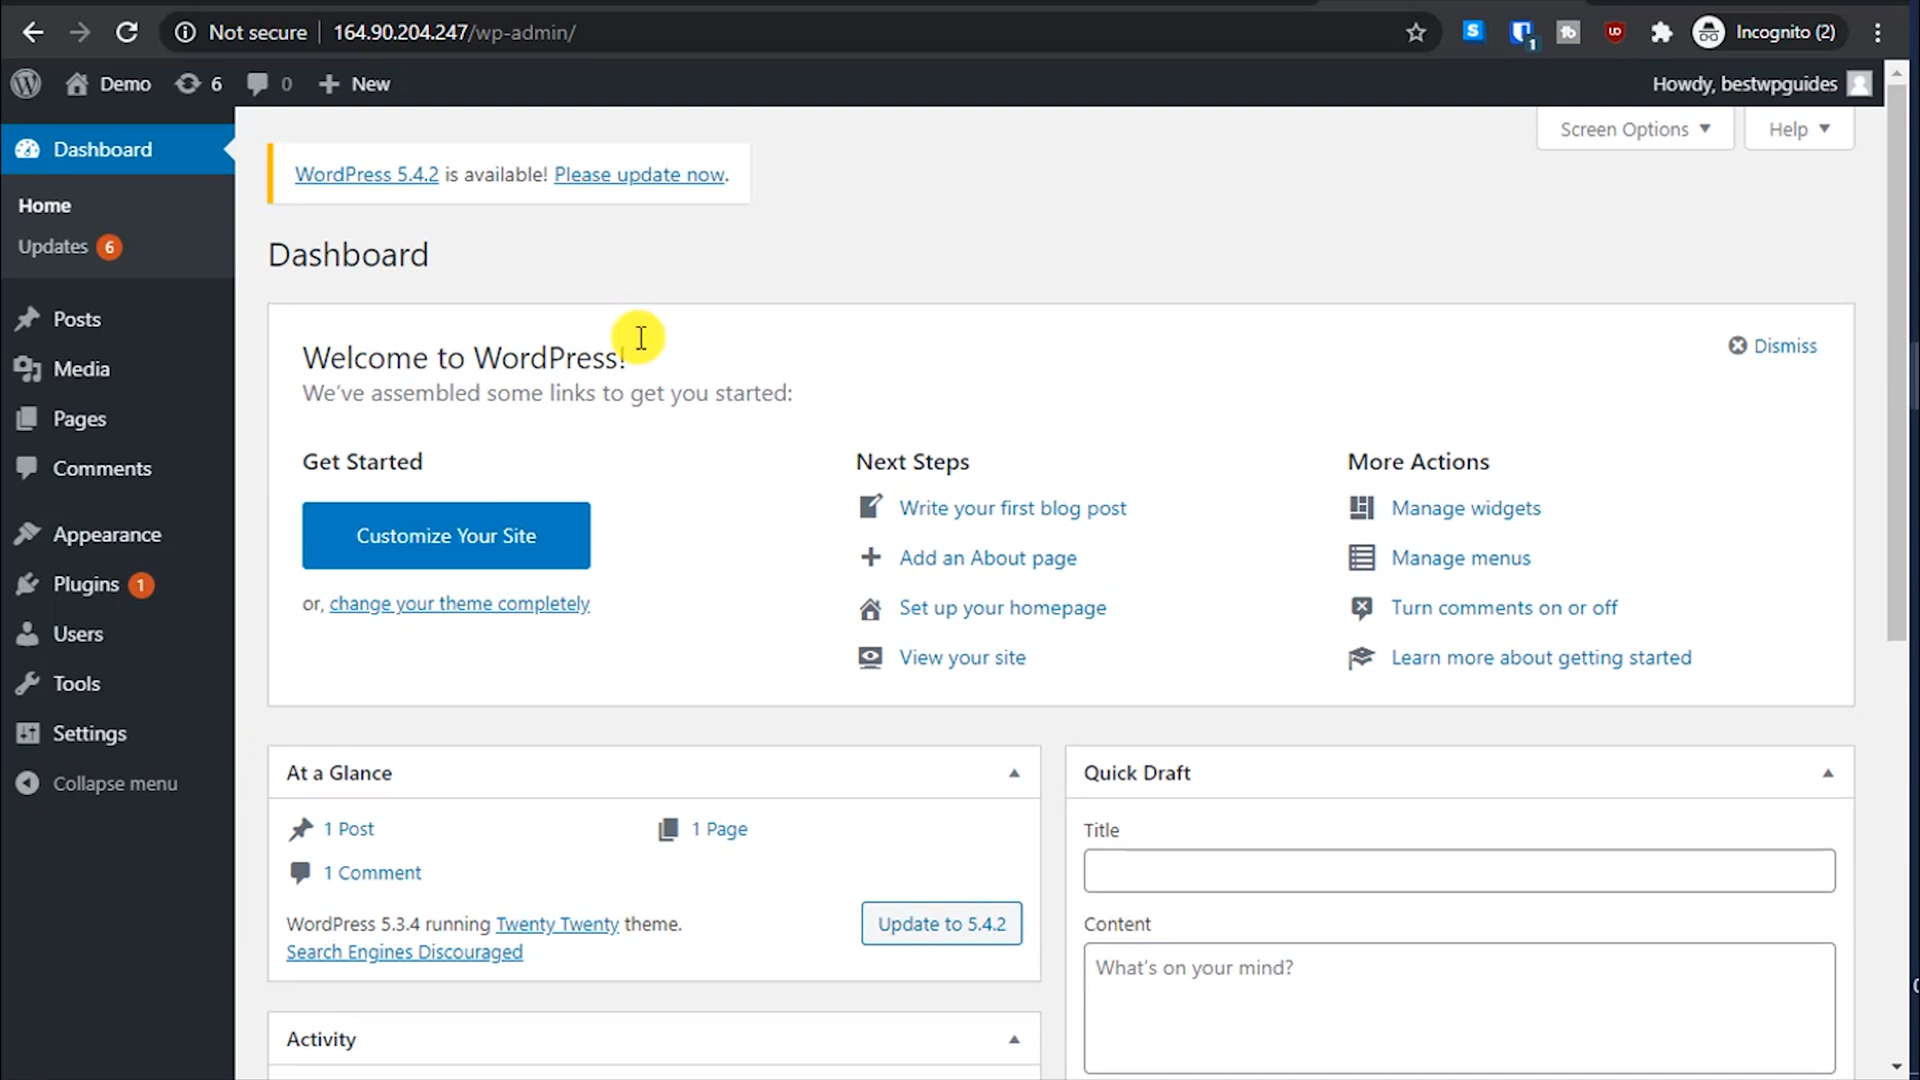 Not secure | 164.90.204.247/wp-admin/
Incognito (2)
Demo 6 0 + New
Howdy, bestwpguides
Screen Options ▼ Help ▼
Dashboard
Home
Updates 6
Posts
Media
Pages
Comments
Appearance
Plugins 1
Users
Tools
Settings
Collapse menu
WordPress 5.4.2 is available! Please update now.
Dashboard
Welcome to WordPress!
We've assembled some links to get you started:
Dismiss
Get Started
Customize Your Site
or, change your theme completely
Next Steps
Write your first blog post
Add an About page
Set up your homepage
View your site
More Actions
Manage widgets
Manage menus
Turn comments on or off
Learn more about getting started
At a Glance
1 Post 1 Page
1 Comment
WordPress 5.3.4 running Twenty Twenty theme.
Update to 5.4.2
Search Engines Discouraged
Activity
Quick Draft
Title
Content
What's on your mind?